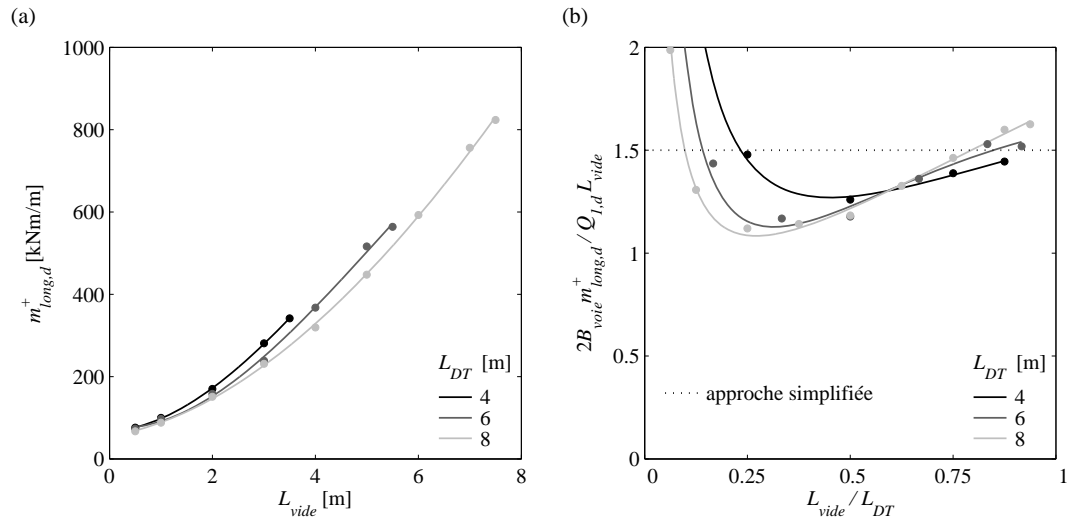 (a)
1000
800
600
400
200
0
m⁺long,d [kNm/m]
0 2 4 6 8
Lvide [m]
LDT [m]
4
6
8
(b)
2
1.5
1
0.5
0
2Bvoie m⁺long,d / Q1,d Lvide
approche simplifiée
LDT [m]
4
6
8
0 0.25 0.5 0.75 1
Lvide / LDT